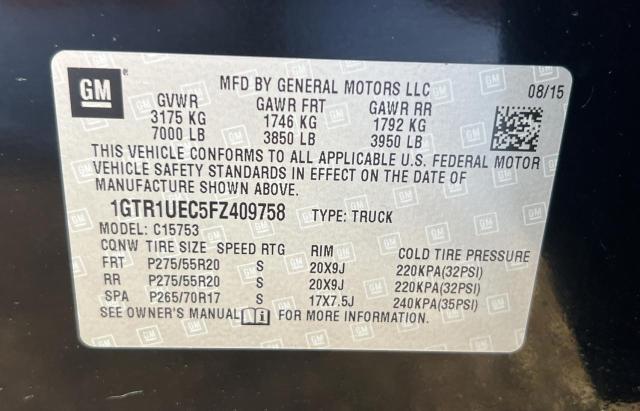 GM
MFD BY GENERAL MOTORS LLC 08/15
GVWR GAWR FRT GAWR RR
3175 KG 1746 KG 1792 KG
7000 LB 3850 LB 3950 LB
THIS VEHICLE CONFORMS TO ALL APPLICABLE U.S. FEDERAL MOTOR
VEHICLE SAFETY STANDARDS IN EFFECT ON THE DATE OF
MANUFACTURE SHOWN ABOVE.
1GTR1UEC5FZ409758 TYPE: TRUCK
MODEL: C15753
CQNW TIRE SIZE SPEED RTG RIM COLD TIRE PRESSURE
FRT P275/55R20 S 20X9J 220KPA(32PSI)
RR P275/55R20 S 20X9J 220KPA(32PSI)
SPA P265/70R17 S 17X7.5J 240KPA(35PSI)
SEE OWNER'S MANUAL i FOR MORE INFORMATION.